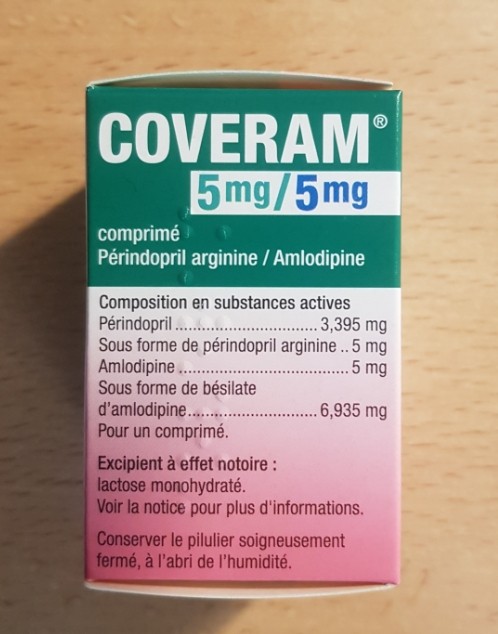 COVERAM®
5mg/5mg
comprimé
Périndopril arginine / Amlodipine
Composition en substances actives
Périndopril ............................ 3,395 mg
Sous forme de périndopril arginine .. 5 mg
Amlodipine ................................... 5 mg
Sous forme de bésilate
d'amlodipine.......................... 6,935 mg
Pour un comprimé.
Excipient à effet notoire :
lactose monohydraté.
Voir la notice pour plus d'informations.
Conserver le pilulier soigneusement
fermé, à l'abri de l'humidité.